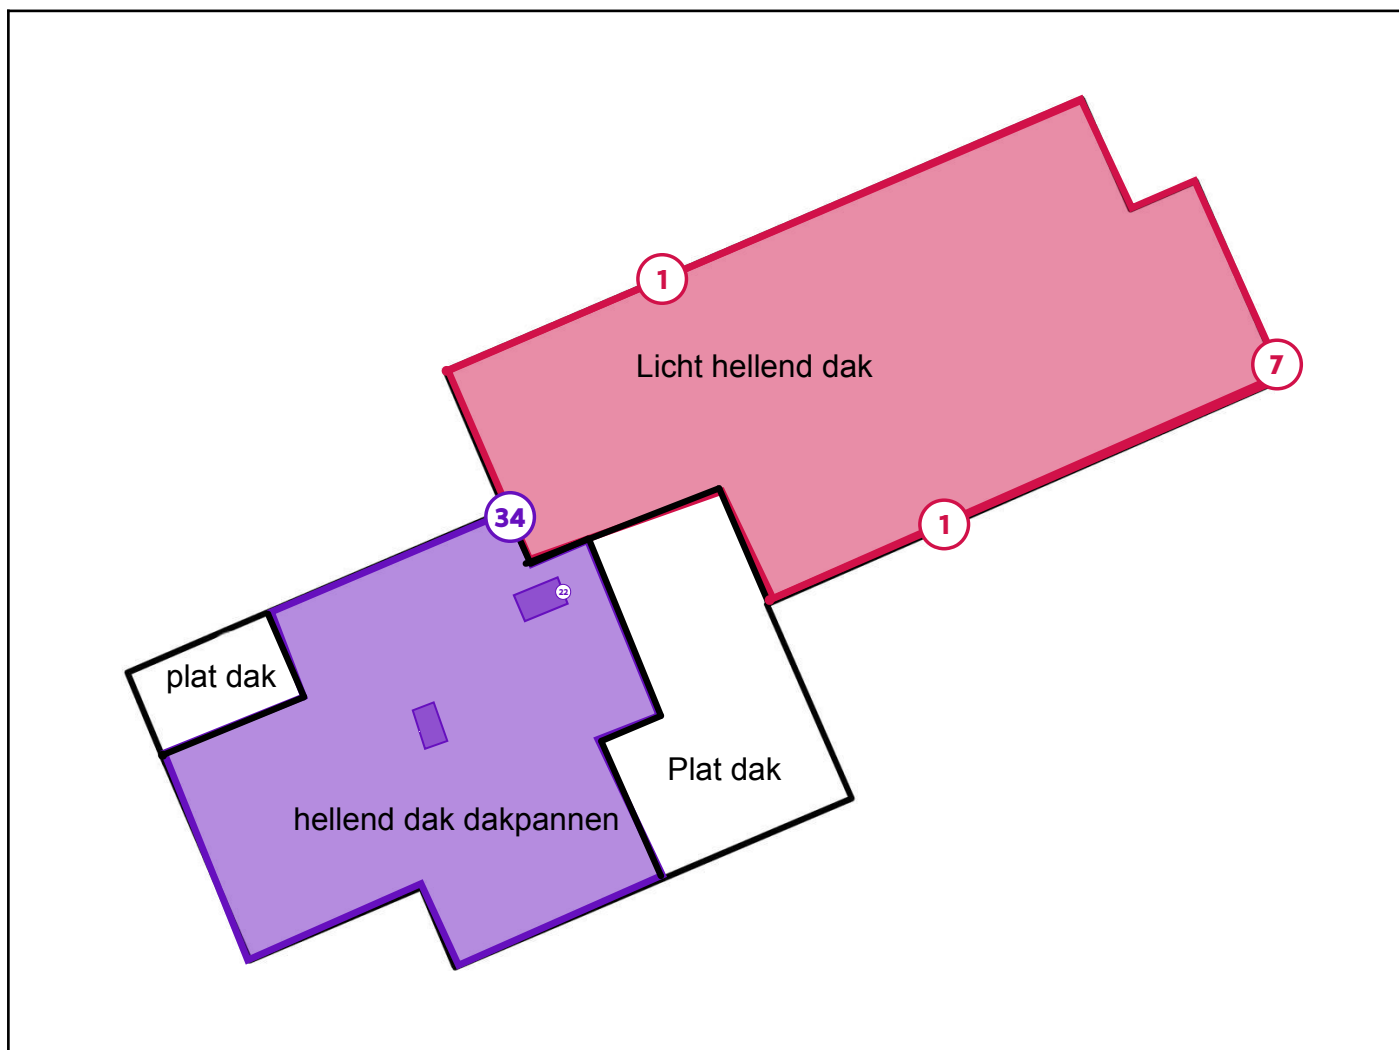 1
Licht hellend dak
7
34
1
22
plat dak
Plat dak
hellend dak dakpannen